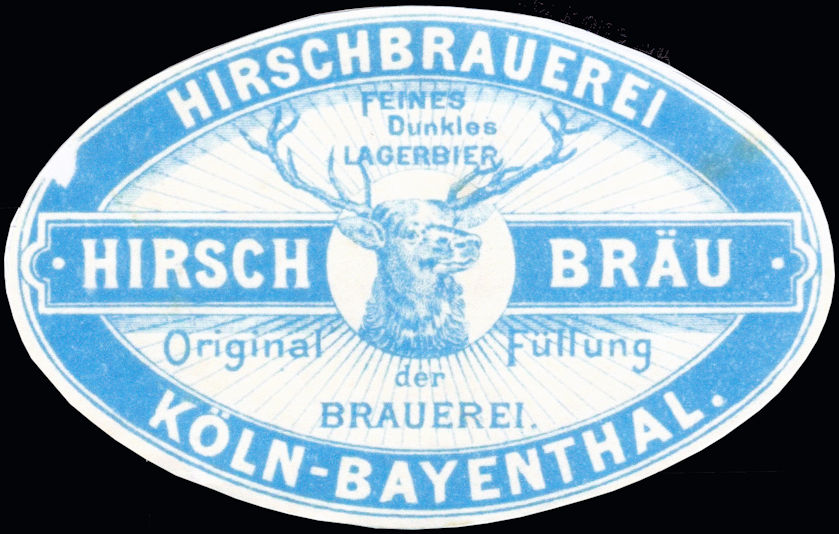 HIRSCHBRAUEREI
FEINES
Dunkles
LAGERBIER
· HIRSCH BRÄU ·
Original Füllung
der
BRAUEREI.
KÖLN-BAYENTHAL.